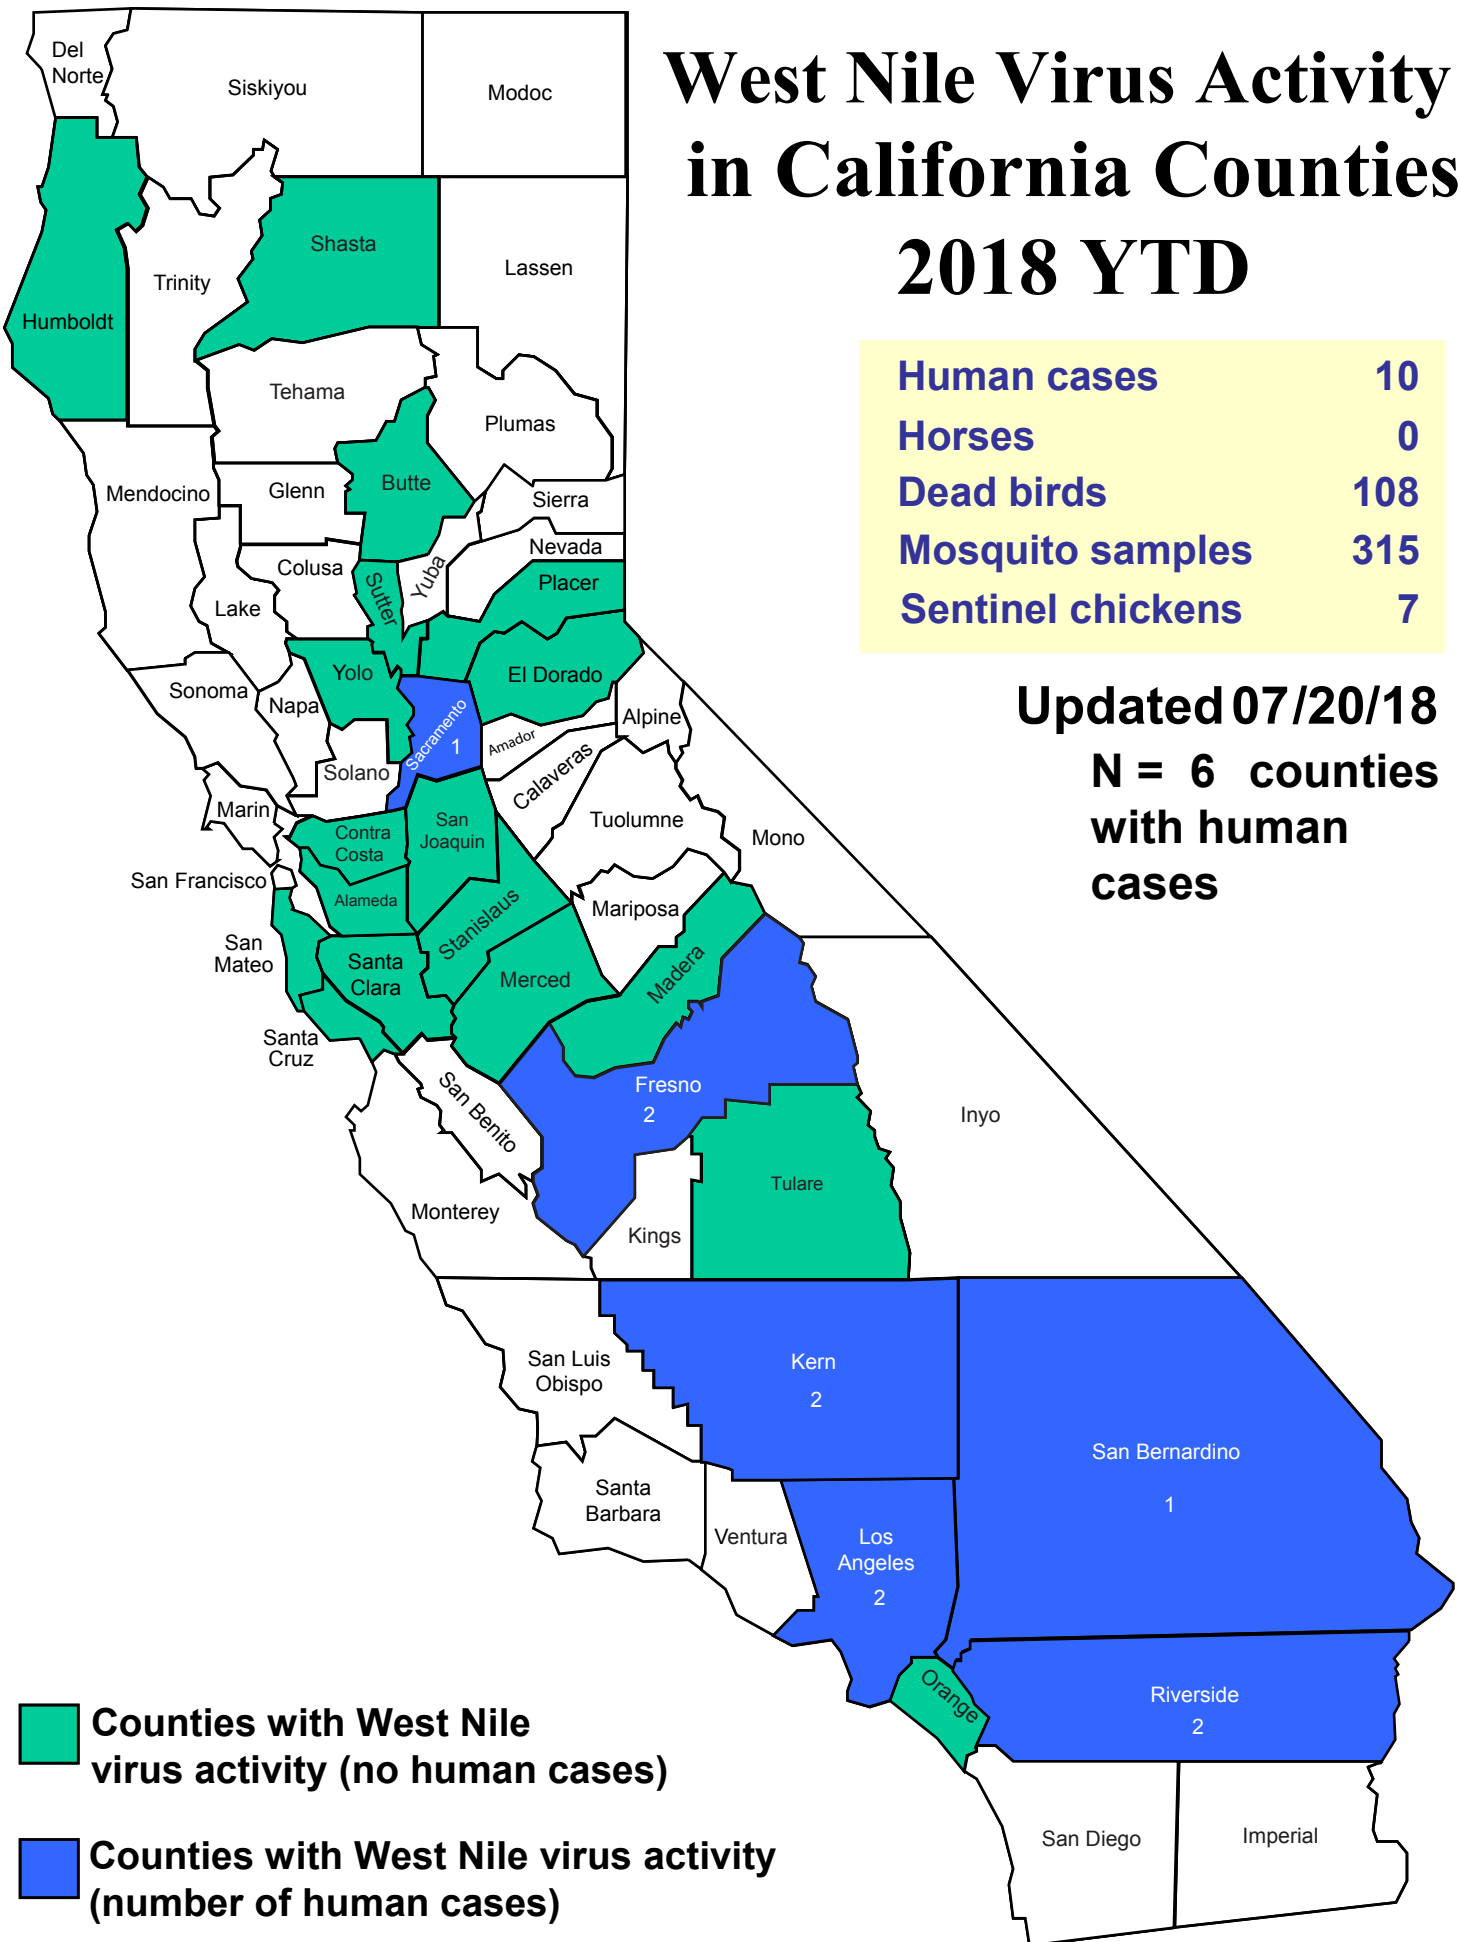 West Nile Virus Activity
in California Counties
2018 YTD
Human cases 10
Horses 0
Dead birds 108
Mosquito samples 315
Sentinel chickens 7
Updated 07/20/18
N = 6 counties
with human
cases
Del
Norte
Siskiyou
Modoc
Humboldt
Trinity
Shasta
Lassen
Tehama
Plumas
Mendocino
Glenn
Butte
Sierra
Nevada
Colusa
Sutter
Yuba
Placer
Lake
El Dorado
Yolo
Sonoma
Napa
Sacramento
1
Amador
Alpine
Solano
Calaveras
Marin
Contra
Costa
San
Joaquin
Tuolumne
Mono
San Francisco
Alameda
Stanislaus
Mariposa
San
Mateo
Santa
Clara
Merced
Madera
Santa
Cruz
San Benito
Fresno
2
Inyo
Monterey
Kings
Tulare
San Luis
Obispo
Kern
2
San Bernardino
1
Santa
Barbara
Ventura
Los
Angeles
2
Orange
Riverside
2
San Diego
Imperial
Counties with West Nile
virus activity (no human cases)
Counties with West Nile virus activity
(number of human cases)